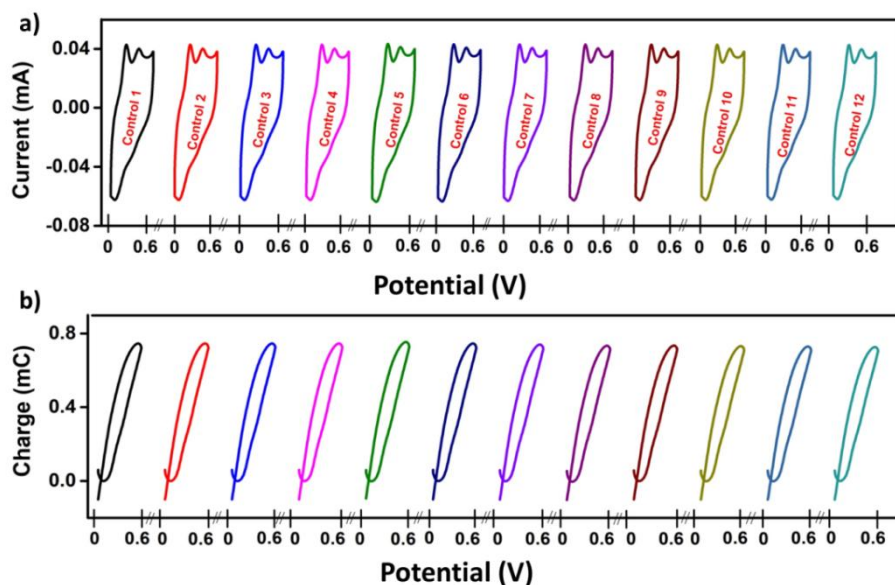 a)
Current (mA)
0.04
0.00
-0.04
-0.08
Control 1
Control 2
Control 3
Control 4
Control 5
Control 6
Control 7
Control 8
Control 9
Control 10
Control 11
Control 12
0 0.6 0 0.6 0 0.6 0 0.6 0 0.6 0 0.6 0 0.6 0 0.6 0 0.6 0 0.6 0 0.6 0 0.6
Potential (V)
b)
Charge (mC)
0.8
0.4
0.0
0 0.6 0 0.6 0 0.6 0 0.6 0 0.6 0 0.6 0 0.6 0 0.6 0 0.6 0 0.6 0 0.6 0 0.6
Potential (V)